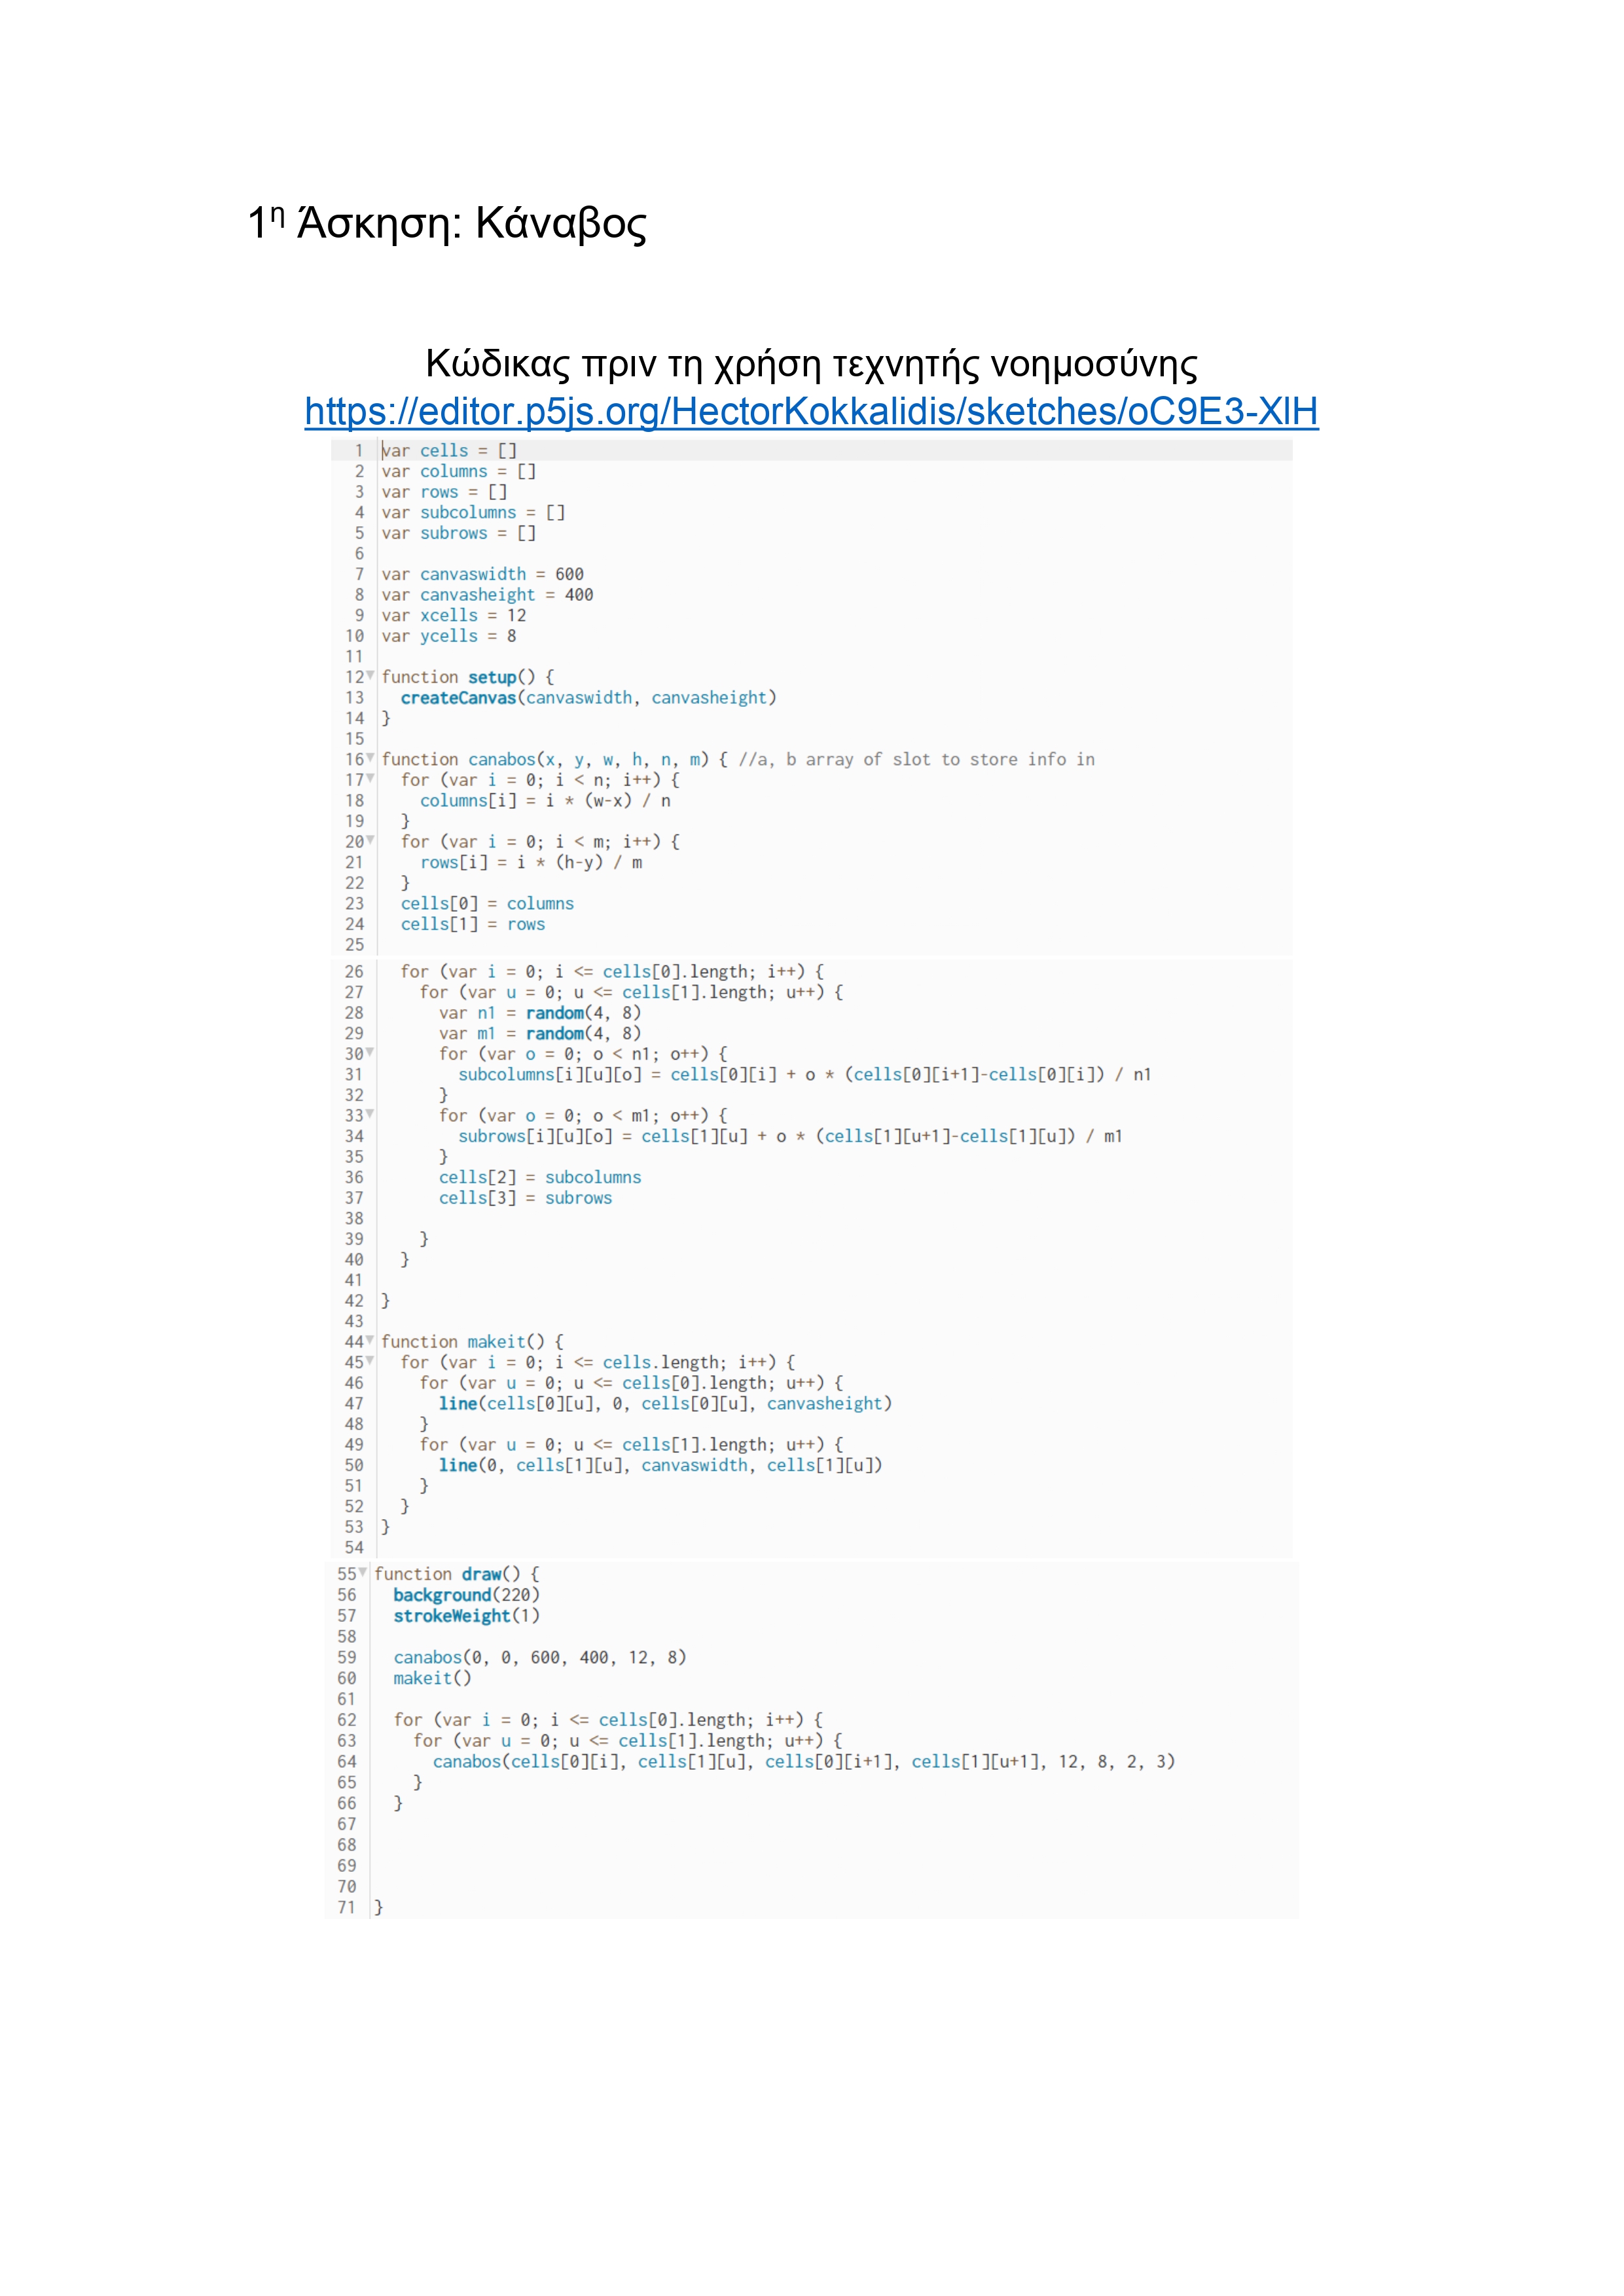 1η Άσκηση: Κάναβος
Κώδικας πριν τη χρήση τεχνητής νοημοσύνης
https://editor.p5js.org/HectorKokkalidis/sketches/oC9E3-XlH
1 var cells = []
2 var columns = []
3 var rows = []
4 var subcolumns = []
5 var subrows = []
6
7 var canvaswidth = 600
8 var canvasheight = 400
9 var xcells = 12
10 var ycells = 8
11
12 function setup() {
13   createCanvas(canvaswidth, canvasheight)
14 }
15
16 function canabos(x, y, w, h, n, m) { //a, b array of slot to store info in
17   for (var i = 0; i < n; i++) {
18     columns[i] = i * (w-x) / n
19   }
20   for (var i = 0; i < m; i++) {
21     rows[i] = i * (h-y) / m
22   }
23   cells[0] = columns
24   cells[1] = rows
25
26   for (var i = 0; i <= cells[0].length; i++) {
27     for (var u = 0; u <= cells[1].length; u++) {
28       var n1 = random(4, 8)
29       var m1 = random(4, 8)
30       for (var o = 0; o < n1; o++) {
31         subcolumns[i][u][o] = cells[0][i] + o * (cells[0][i+1]-cells[0][i]) / n1
32       }
33       for (var o = 0; o < m1; o++) {
34         subrows[i][u][o] = cells[1][u] + o * (cells[1][u+1]-cells[1][u]) / m1
35       }
36       cells[2] = subcolumns
37       cells[3] = subrows
38
39     }
40   }
41
42 }
43
44 function makeit() {
45   for (var i = 0; i <= cells.length; i++) {
46     for (var u = 0; u <= cells[0].length; u++) {
47       line(cells[0][u], 0, cells[0][u], canvasheight)
48     }
49     for (var u = 0; u <= cells[1].length; u++) {
50       line(0, cells[1][u], canvaswidth, cells[1][u])
51     }
52   }
53 }
54
55 function draw() {
56   background(220)
57   strokeWeight(1)
58
59   canabos(0, 0, 600, 400, 12, 8)
60   makeit()
61
62   for (var i = 0; i <= cells[0].length; i++) {
63     for (var u = 0; u <= cells[1].length; u++) {
64       canabos(cells[0][i], cells[1][u], cells[0][i+1], cells[1][u+1], 12, 8, 2, 3)
65     }
66   }
67
68
69
70
71 }